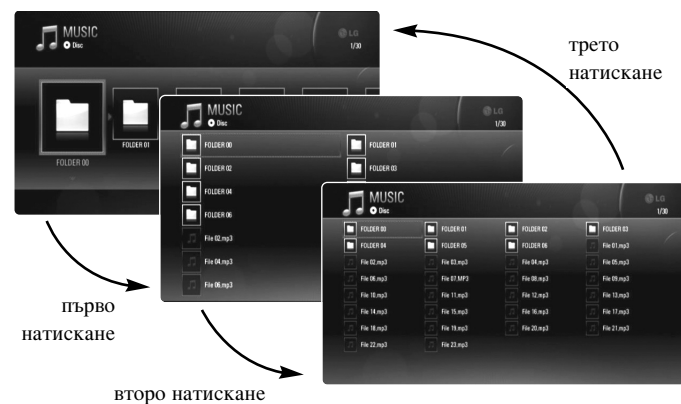 MUSIC
Disc
LG
1/30
FOLDER 00
FOLDER 01
трето
натискане
MUSIC
Disc
LG
1/30
FOLDER 00 FOLDER 01
FOLDER 02 FOLDER 03
FOLDER 04
FOLDER 06
File 02.mp3
File 04.mp3
File 06.mp3
MUSIC
Disc
LG
1/30
FOLDER 00 FOLDER 01 FOLDER 02 FOLDER 03
FOLDER 04 FOLDER 05 FOLDER 06 File 01.mp3
File 02.mp3 File 03.mp3 File 04.mp3 File 05.mp3
File 06.mp3 File 07.MP3 File 08.mp3 File 09.mp3
File 10.mp3 File 11.mp3 File 12.mp3 File 13.mp3
File 14.mp3 File 15.mp3 File 16.mp3 File 17.mp3
File 18.mp3 File 19.mp3 File 20.mp3 File 21.mp3
File 22.mp3 File 23.mp3
първо
натискане
второ натискане